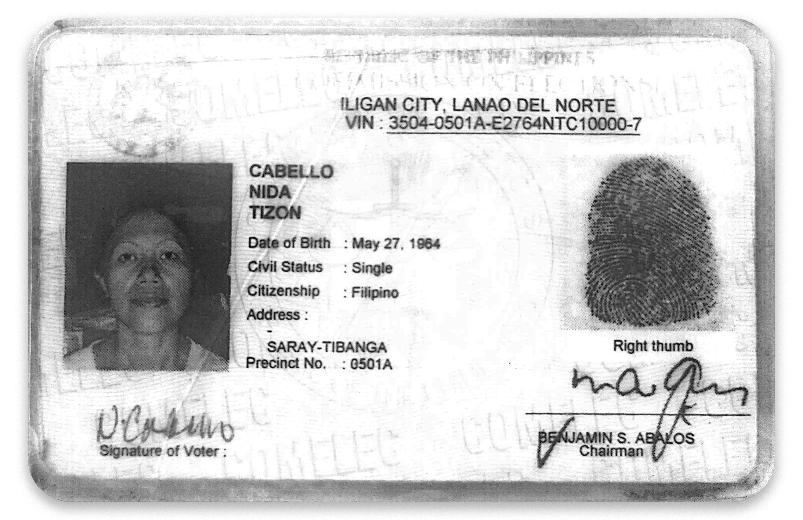 REPUBLIC OF THE PHILIPPINES
ILIGAN CITY, LANAO DEL NORTE
VIN : 3504-0501A-E2764NTC10000-7
CABELLO
NIDA
TIZON
Date of Birth : May 27, 1964
Civil Status : Single
Citizenship : Filipino
Address :
-
SARAY-TIBANGA
Precinct No. : 0501A
Right thumb
N. Cabello
Signature of Voter :
BENJAMIN S. ABALOS
Chairman
COMELEC